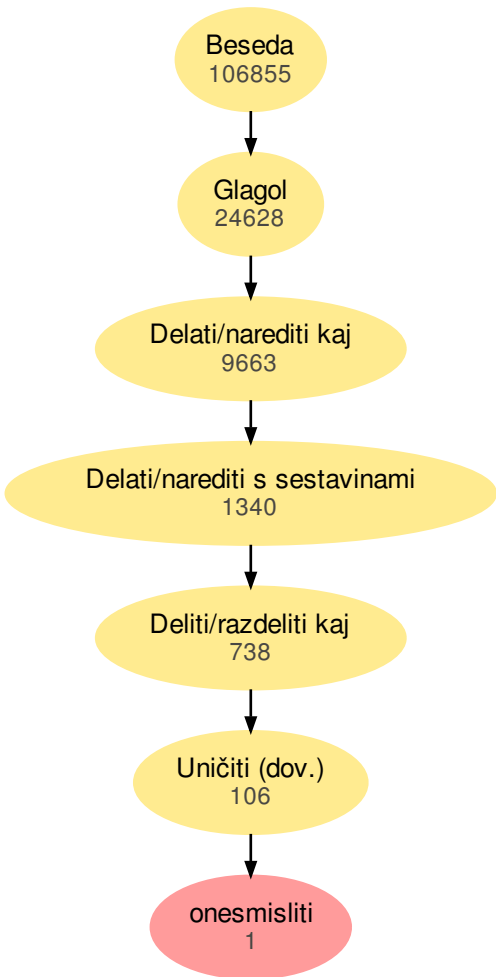 Beseda
106855
Glagol
24628
Delati/narediti kaj
9663
Delati/narediti s sestavinami
1340
Deliti/razdeliti kaj
738
Uničiti (dov.)
106
onesmisliti
1